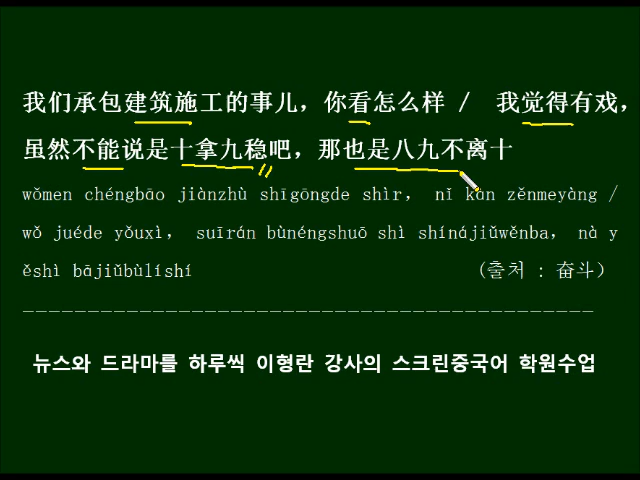 我们承包建筑施工的事儿，你看怎么样 / 我觉得有戏，
虽然不能说是十拿九稳吧，那也是八九不离十
wǒmen chéngbāo jiànzhù shīgōngde shìr， nǐ kàn zěnmeyàng /
wǒ juéde yǒuxì， suīrán bùnéngshuō shì shínájiǔwěnba，nà y
ěshì bājiǔbùlíshí （출처 : 奋斗）
뉴스와 드라마를 하루씩 이형란 강사의 스크린중국어 학원수업